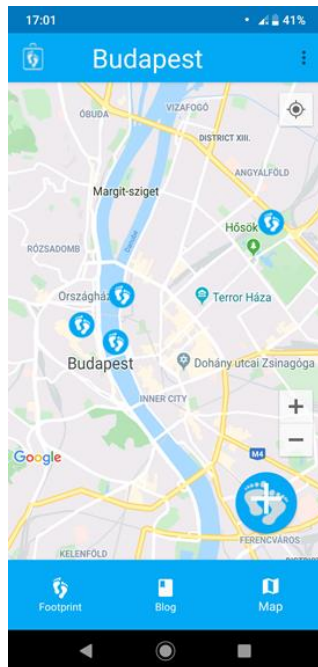 17:01
41%
Budapest
ÓBUDA
VIZAFOGÓ
DISTRICT XIII.
ANGYALFÖLD
Margit-sziget
Danube
Hősök
RÓZSADOMB
Országház
Terror Háza
Budapest
Dohány utcai Zsinagóga
INNER CITY
+
−
M4
Google
FERENCVÁROS
KELENFÖLD
Footprint
Blog
Map